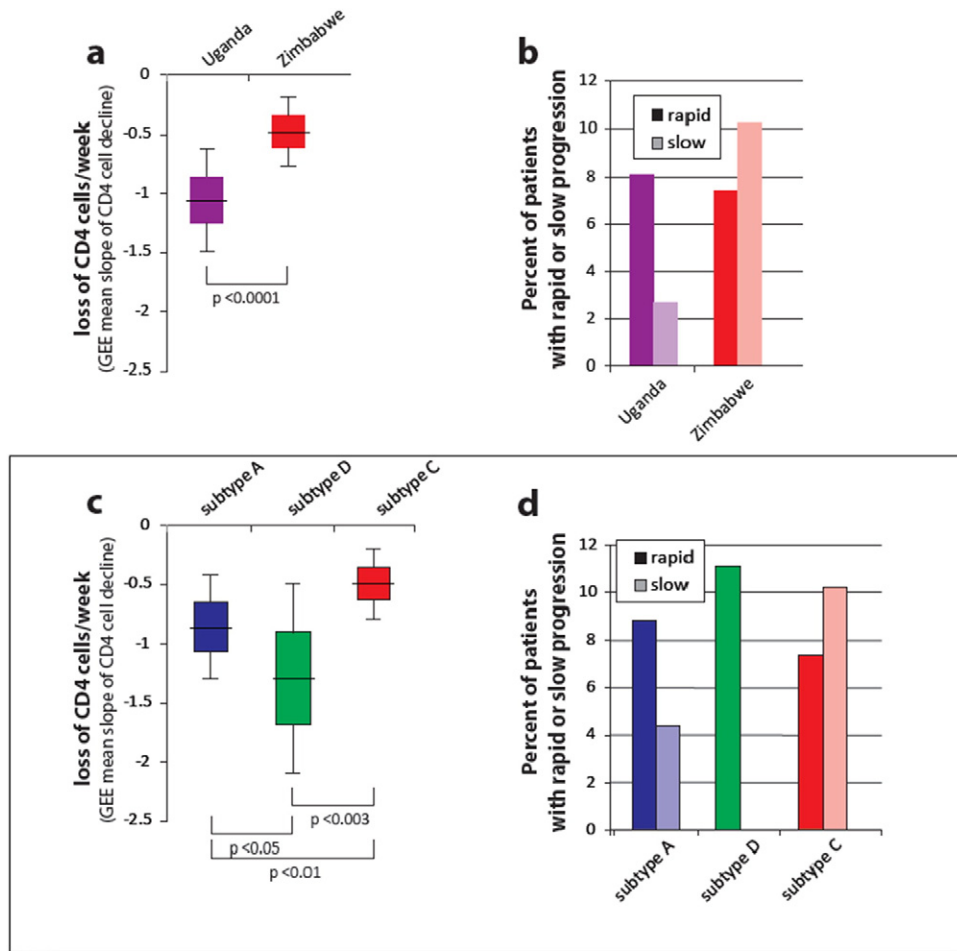 a
Uganda
Zimbabwe
0
-0.5
-1
-1.5
-2
-2.5
loss of CD4 cells/week
(GEE mean slope of CD4 cell decline)
p <0.0001
b
12
10
8
6
4
2
0
rapid
slow
Percent of patients
with rapid or slow progression
Uganda
Zimbabwe
c
subtype A
subtype D
subtype C
0
-0.5
-1
-1.5
-2
-2.5
loss of CD4 cells/week
(GEE mean slope of CD4 cell decline)
p <0.003
p <0.05
p <0.01
d
12
10
8
6
4
2
0
rapid
slow
Percent of patients
with rapid or slow progression
subtype A
subtype D
subtype C